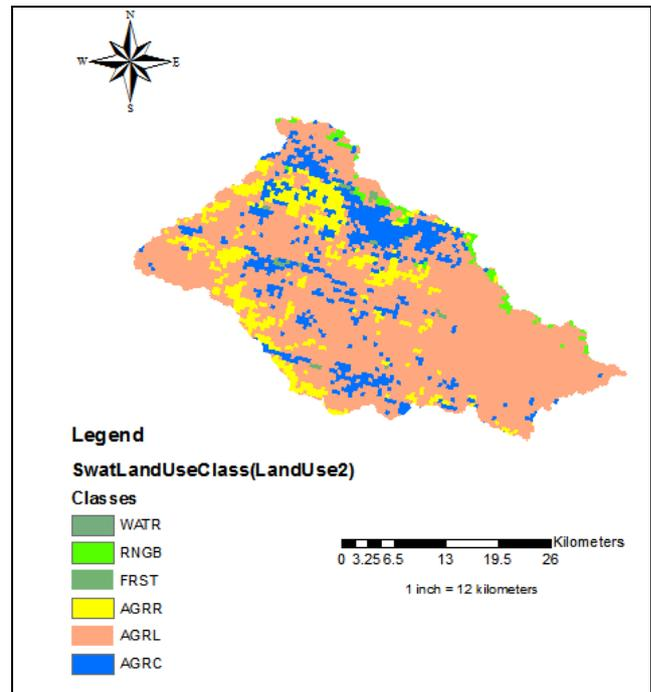 N
W E
S
Legend
SwatLandUseClass(LandUse2)
Classes
WATR
RNGB
FRST
AGRR
AGRL
AGRC
Kilometers
0 3.25 6.5 13 19.5 26
1 inch = 12 kilometers